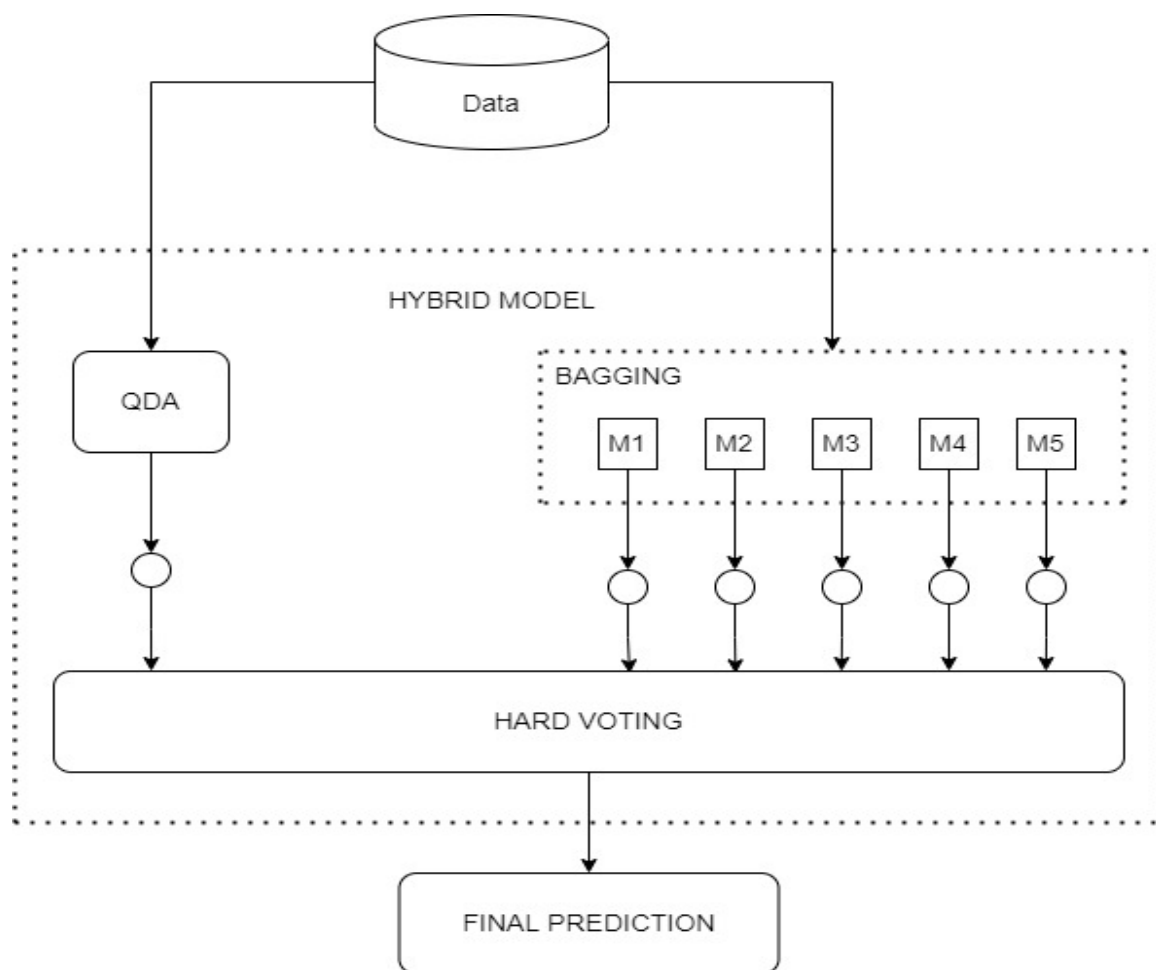 Data
HYBRID MODEL
QDA
BAGGING
M1 M2 M3 M4 M5
HARD VOTING
FINAL PREDICTION